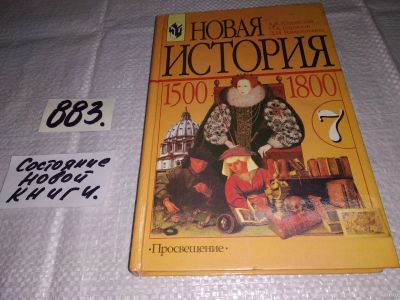 НОВАЯ
ИСТОРИЯ
1500
1800
7
•Просвещение•
883.
Состояние
новой
книги.